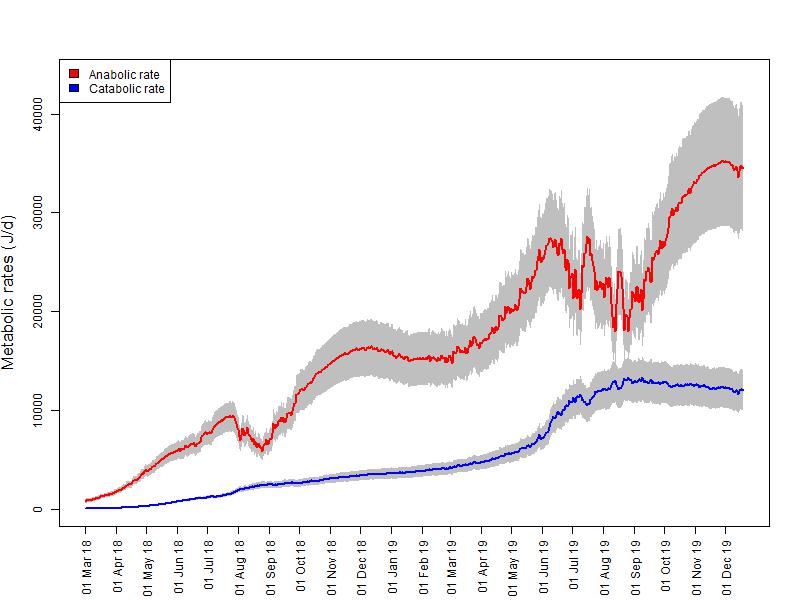 Anabolic rate
Catabolic rate
Metabolic rates (J/d)
40000
30000
20000
10000
0
01 Mar 18
01 Apr 18
01 May 18
01 Jun 18
01 Jul 18
01 Aug 18
01 Sep 18
01 Oct 18
01 Nov 18
01 Dec 18
01 Jan 19
01 Feb 19
01 Mar 19
01 Apr 19
01 May 19
01 Jun 19
01 Jul 19
01 Aug 19
01 Sep 19
01 Oct 19
01 Nov 19
01 Dec 19